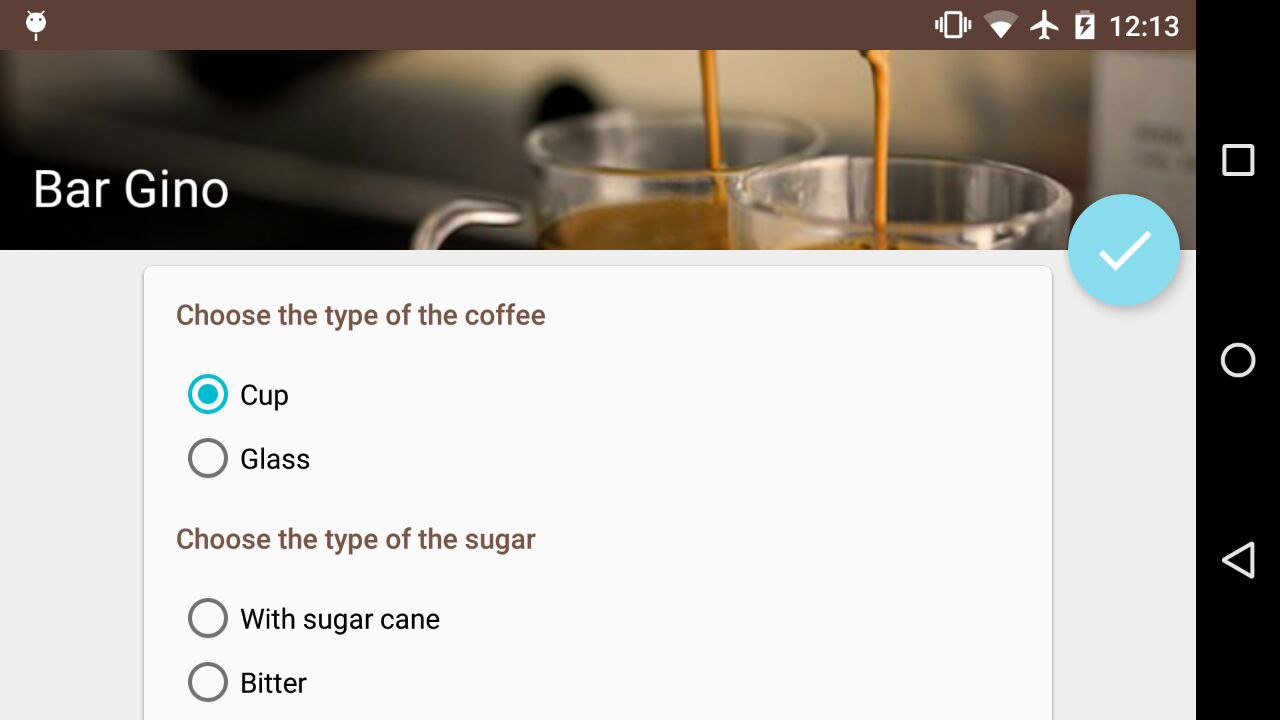 12:13
Bar Gino
Choose the type of the coffee
Cup
Glass
Choose the type of the sugar
With sugar cane
Bitter